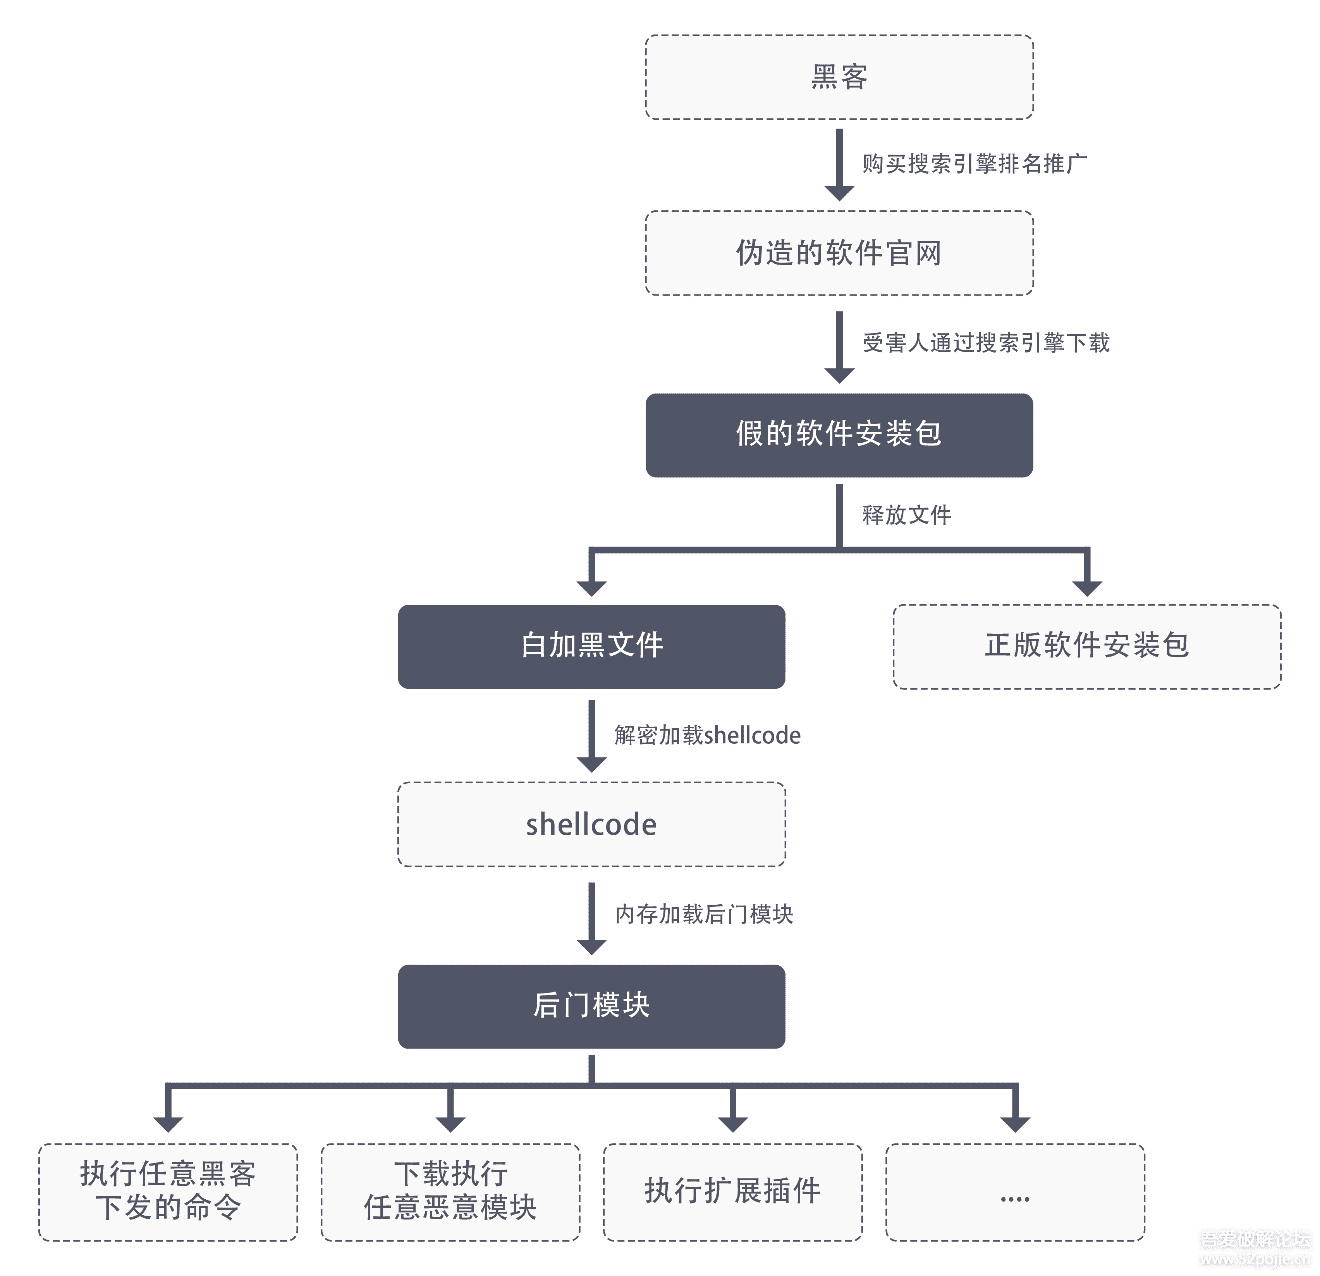 黑客
购买搜索引擎排名推广
伪造的软件官网
受害人通过搜索引擎下载
假的软件安装包
释放文件
白加黑文件
正版软件安装包
解密加载shellcode
shellcode
内存加载后门模块
后门模块
执行任意黑客
下发的命令
下载执行
任意恶意模块
执行扩展插件
....
吾爱破解论坛
www.52pojie.cn